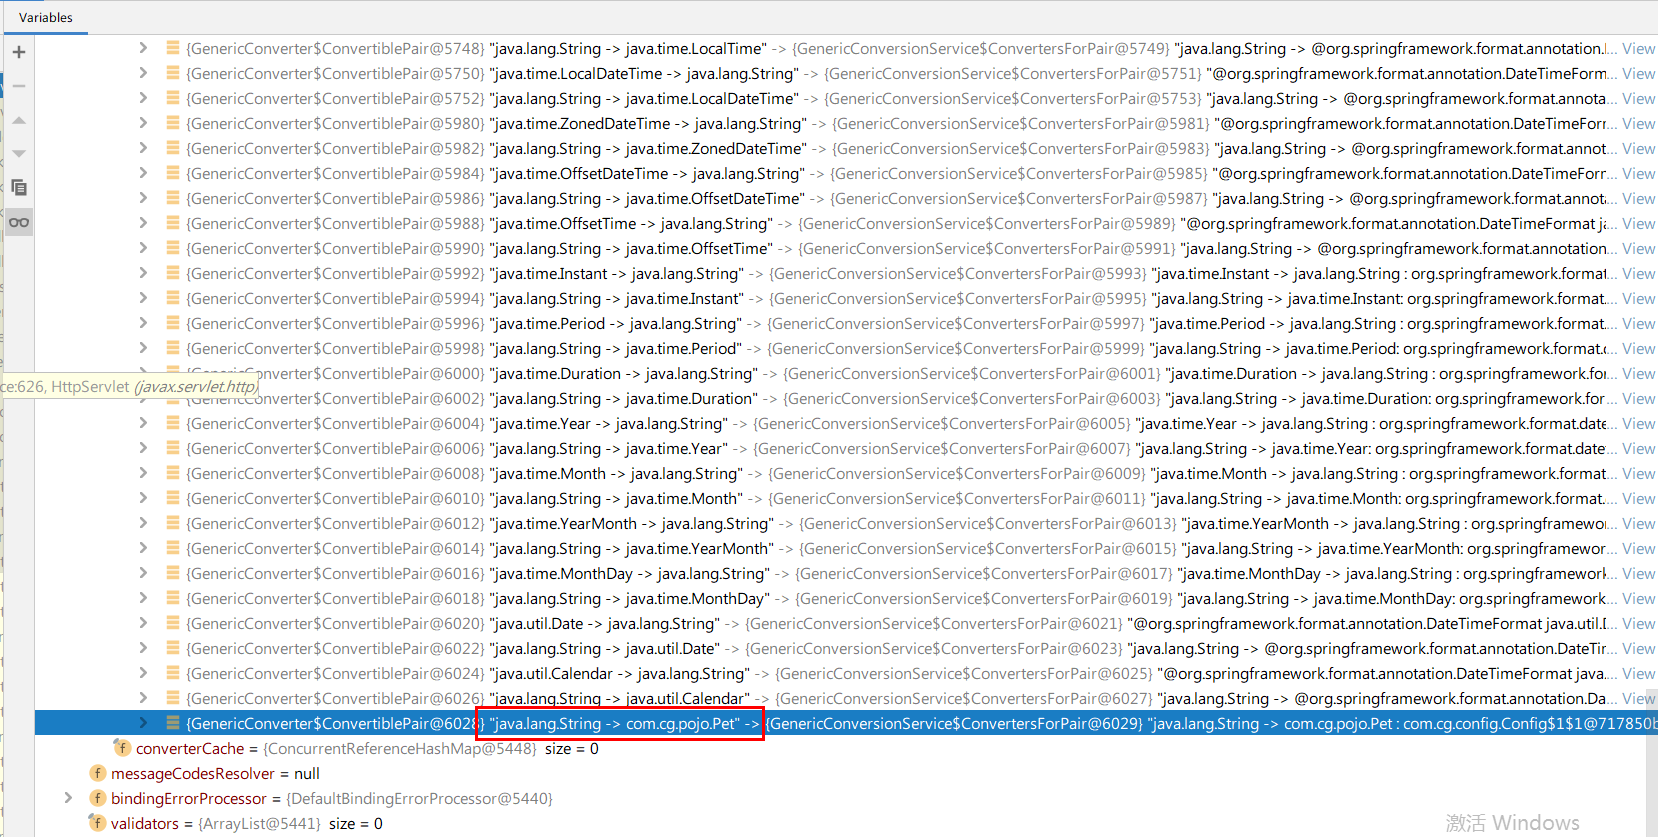 Variables
{GenericConverter$ConvertiblePair@5748} "java.lang.String -> java.time.LocalTime" -> {GenericConversionService$ConvertersForPair@5749} "java.lang.String -> @org.springframework.format.annotation.... View
{GenericConverter$ConvertiblePair@5750} "java.time.LocalDateTime -> java.lang.String" -> {GenericConversionService$ConvertersForPair@5751} "@org.springframework.format.annotation.DateTimeForm... View
{GenericConverter$ConvertiblePair@5752} "java.lang.String -> java.time.LocalDateTime" -> {GenericConversionService$ConvertersForPair@5753} "java.lang.String -> @org.springframework.format.annota... View
{GenericConverter$ConvertiblePair@5980} "java.time.ZonedDateTime -> java.lang.String" -> {GenericConversionService$ConvertersForPair@5981} "@org.springframework.format.annotation.DateTimeForr... View
{GenericConverter$ConvertiblePair@5982} "java.lang.String -> java.time.ZonedDateTime" -> {GenericConversionService$ConvertersForPair@5983} "java.lang.String -> @org.springframework.format.annot... View
{GenericConverter$ConvertiblePair@5984} "java.time.OffsetDateTime -> java.lang.String" -> {GenericConversionService$ConvertersForPair@5985} "@org.springframework.format.annotation.DateTimeForr... View
{GenericConverter$ConvertiblePair@5986} "java.lang.String -> java.time.OffsetDateTime" -> {GenericConversionService$ConvertersForPair@5987} "java.lang.String -> @org.springframework.format.annota... View
{GenericConverter$ConvertiblePair@5988} "java.time.OffsetTime -> java.lang.String" -> {GenericConversionService$ConvertersForPair@5989} "@org.springframework.format.annotation.DateTimeFormat ja... View
{GenericConverter$ConvertiblePair@5990} "java.lang.String -> java.time.OffsetTime" -> {GenericConversionService$ConvertersForPair@5991} "java.lang.String -> @org.springframework.format.annotation... View
{GenericConverter$ConvertiblePair@5992} "java.time.Instant -> java.lang.String" -> {GenericConversionService$ConvertersForPair@5993} "java.time.Instant -> java.lang.String : org.springframework.format... View
{GenericConverter$ConvertiblePair@5994} "java.lang.String -> java.time.Instant" -> {GenericConversionService$ConvertersForPair@5995} "java.lang.String -> java.time.Instant: org.springframework.format.... View
{GenericConverter$ConvertiblePair@5996} "java.time.Period -> java.lang.String" -> {GenericConversionService$ConvertersForPair@5997} "java.time.Period -> java.lang.String : org.springframework.format.... View
{GenericConverter$ConvertiblePair@5998} "java.lang.String -> java.time.Period" -> {GenericConversionService$ConvertersForPair@5999} "java.lang.String -> java.time.Period: org.springframework.format.c... View
{GenericConverter$ConvertiblePair@6000} "java.time.Duration -> java.lang.String" -> {GenericConversionService$ConvertersForPair@6001} "java.time.Duration -> java.lang.String : org.springframework.for... View
ce:626, HttpServlet (javax.servlet.http)
{GenericConverter$ConvertiblePair@6002} "java.lang.String -> java.time.Duration" -> {GenericConversionService$ConvertersForPair@6003} "java.lang.String -> java.time.Duration: org.springframework.for... View
{GenericConverter$ConvertiblePair@6004} "java.time.Year -> java.lang.String" -> {GenericConversionService$ConvertersForPair@6005} "java.time.Year -> java.lang.String : org.springframework.format.date... View
{GenericConverter$ConvertiblePair@6006} "java.lang.String -> java.time.Year" -> {GenericConversionService$ConvertersForPair@6007} "java.lang.String -> java.time.Year: org.springframework.format.date... View
{GenericConverter$ConvertiblePair@6008} "java.time.Month -> java.lang.String" -> {GenericConversionService$ConvertersForPair@6009} "java.time.Month -> java.lang.String : org.springframework.format... View
{GenericConverter$ConvertiblePair@6010} "java.lang.String -> java.time.Month" -> {GenericConversionService$ConvertersForPair@6011} "java.lang.String -> java.time.Month: org.springframework.format.... View
{GenericConverter$ConvertiblePair@6012} "java.time.YearMonth -> java.lang.String" -> {GenericConversionService$ConvertersForPair@6013} "java.time.YearMonth -> java.lang.String : org.springframewo... View
{GenericConverter$ConvertiblePair@6014} "java.lang.String -> java.time.YearMonth" -> {GenericConversionService$ConvertersForPair@6015} "java.lang.String -> java.time.YearMonth: org.springframewor... View
{GenericConverter$ConvertiblePair@6016} "java.time.MonthDay -> java.lang.String" -> {GenericConversionService$ConvertersForPair@6017} "java.time.MonthDay -> java.lang.String : org.springframewor... View
{GenericConverter$ConvertiblePair@6018} "java.lang.String -> java.time.MonthDay" -> {GenericConversionService$ConvertersForPair@6019} "java.lang.String -> java.time.MonthDay: org.springframework... View
{GenericConverter$ConvertiblePair@6020} "java.util.Date -> java.lang.String" -> {GenericConversionService$ConvertersForPair@6021} "@org.springframework.format.annotation.DateTimeFormat java.util.D... View
{GenericConverter$ConvertiblePair@6022} "java.lang.String -> java.util.Date" -> {GenericConversionService$ConvertersForPair@6023} "java.lang.String -> @org.springframework.format.annotation.DateTim... View
{GenericConverter$ConvertiblePair@6024} "java.util.Calendar -> java.lang.String" -> {GenericConversionService$ConvertersForPair@6025} "@org.springframework.format.annotation.DateTimeFormat java.... View
{GenericConverter$ConvertiblePair@6026} "java.lang.String -> java.util.Calendar" -> {GenericConversionService$ConvertersForPair@6027} "java.lang.String -> @org.springframework.format.annotation.Da... View
{GenericConverter$ConvertiblePair@6028} "java.lang.String -> com.cg.pojo.Pet" -> {GenericConversionService$ConvertersForPair@6029} "java.lang.String -> com.cg.pojo.Pet : com.cg.config.Config$1$1@717850b
converterCache = {ConcurrentReferenceHashMap@5448} size = 0
messageCodesResolver = null
bindingErrorProcessor = {DefaultBindingErrorProcessor@5440}
validators = {ArrayList@5441} size = 0
激活 Windows